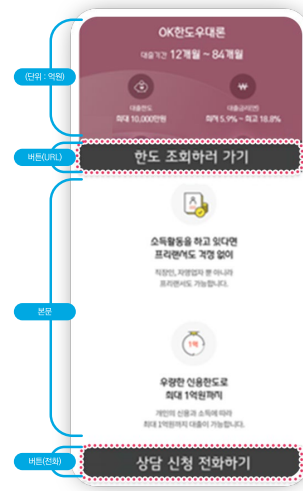 OK한도우대론
대출기간 12개월 ~ 84개월
(단위 : 억원)
대출한도
대출금리(연)
최대 10,000만원
최저 5.9% ~ 최고 18.8%
버튼(URL)
한도 조회하러 가기
소득활동을 하고 있다면
프리랜서도 걱정 없이
직장인, 자영업자 뿐 아니라
프리랜서도 가능합니다.
본문
1억
우량한 신용한도로
최대 1억원까지
개인의 신용과 소득에 따라
최대 1억원까지 대출이 가능합니다.
버튼(전화)
상담 신청 전화하기